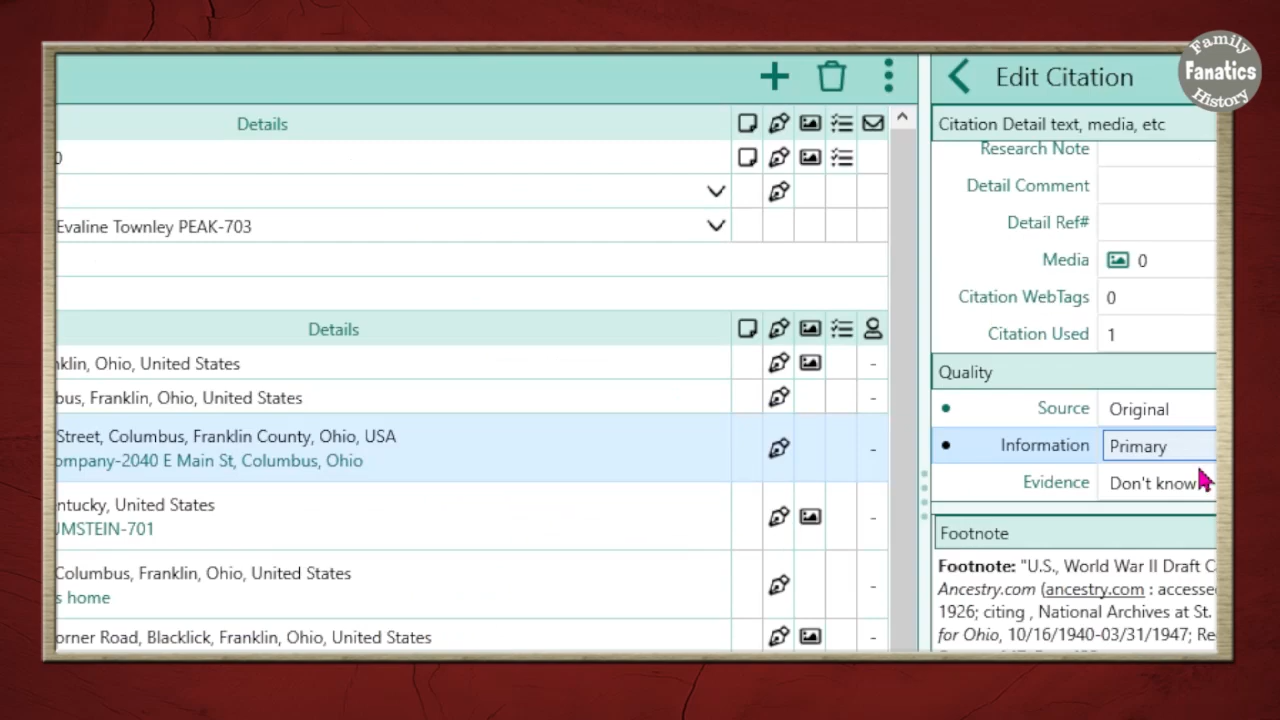 Family
Fanatics
History
Edit Citation
Details
0
Evaline Townley PEAK-703
Details
nklin, Ohio, United States
bus, Franklin, Ohio, United States
Street, Columbus, Franklin County, Ohio, USA
ompany-2040 E Main St, Columbus, Ohio
-
-
-
ntucky, United States
UMSTEIN-701
-
Columbus, Franklin, Ohio, United States
s home
-
orner Road, Blacklick, Franklin, Ohio, United States
-
Citation Detail text, media, etc
Research Note
Detail Comment
Detail Ref#
Media 0
Citation WebTags 0
Citation Used 1
Quality
Source Original
Information Primary
Evidence Don't know
Footnote
Footnote: "U.S., World War II Draft C
Ancestry.com (ancestry.com : accesse
1926; citing , National Archives at St.
for Ohio, 10/16/1940-03/31/1947; Re